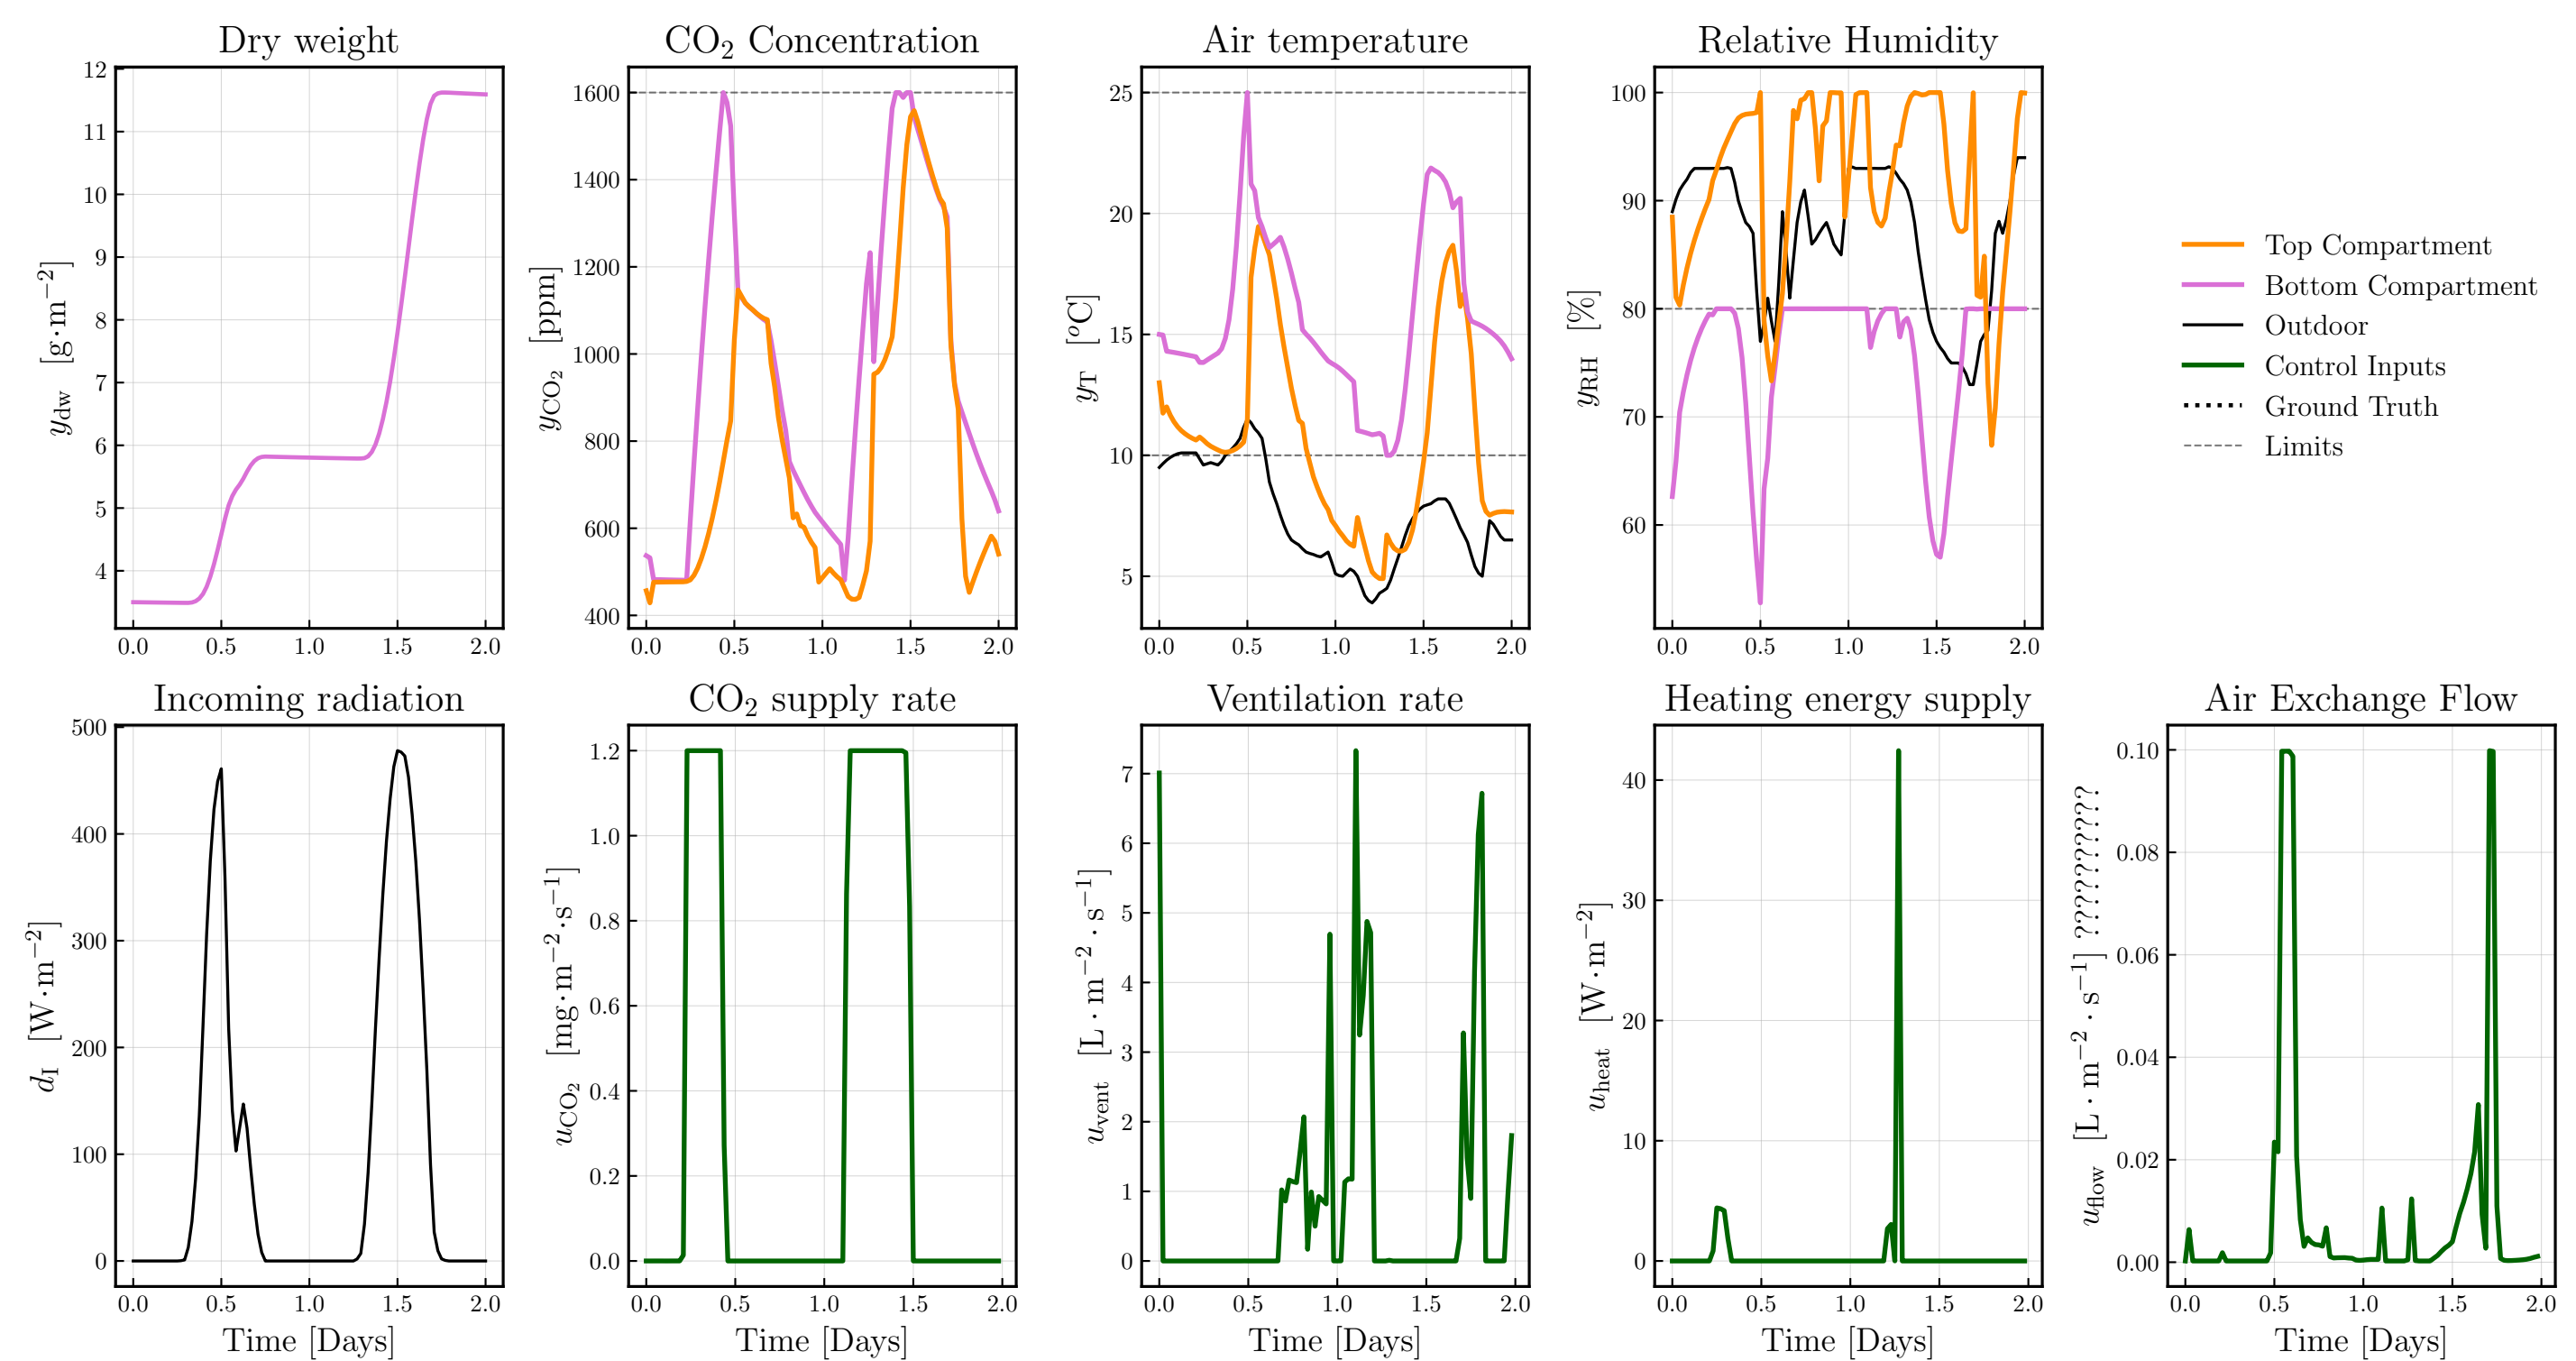 Dry weight
12
11
10
9
8
7
6
5
4
0.0 0.5 1.0 1.5 2.0
y_dw [g·m⁻²]
CO₂ Concentration
1600
1400
1200
1000
800
600
400
0.0 0.5 1.0 1.5 2.0
y_CO₂ [ppm]
Air temperature
25
20
15
10
5
0.0 0.5 1.0 1.5 2.0
y_T [°C]
Relative Humidity
100
90
80
70
60
0.0 0.5 1.0 1.5 2.0
y_RH [%]
Top Compartment
Bottom Compartment
Outdoor
Control Inputs
Ground Truth
Limits
Incoming radiation
500
400
300
200
100
0
0.0 0.5 1.0 1.5 2.0
d_I [W·m⁻²]
Time [Days]
CO₂ supply rate
1.2
1.0
0.8
0.6
0.4
0.2
0.0
0.0 0.5 1.0 1.5 2.0
u_CO₂ [mg·m⁻²·s⁻¹]
Time [Days]
Ventilation rate
7
6
5
4
3
2
1
0
0.0 0.5 1.0 1.5 2.0
u_vent [L·m⁻²·s⁻¹]
Time [Days]
Heating energy supply
40
30
20
10
0
0.0 0.5 1.0 1.5 2.0
u_heat [W·m⁻²]
Time [Days]
Air Exchange Flow
0.10
0.08
0.06
0.04
0.02
0.00
0.0 0.5 1.0 1.5 2.0
u_flow [L·m⁻²·s⁻¹] ??????????
Time [Days]